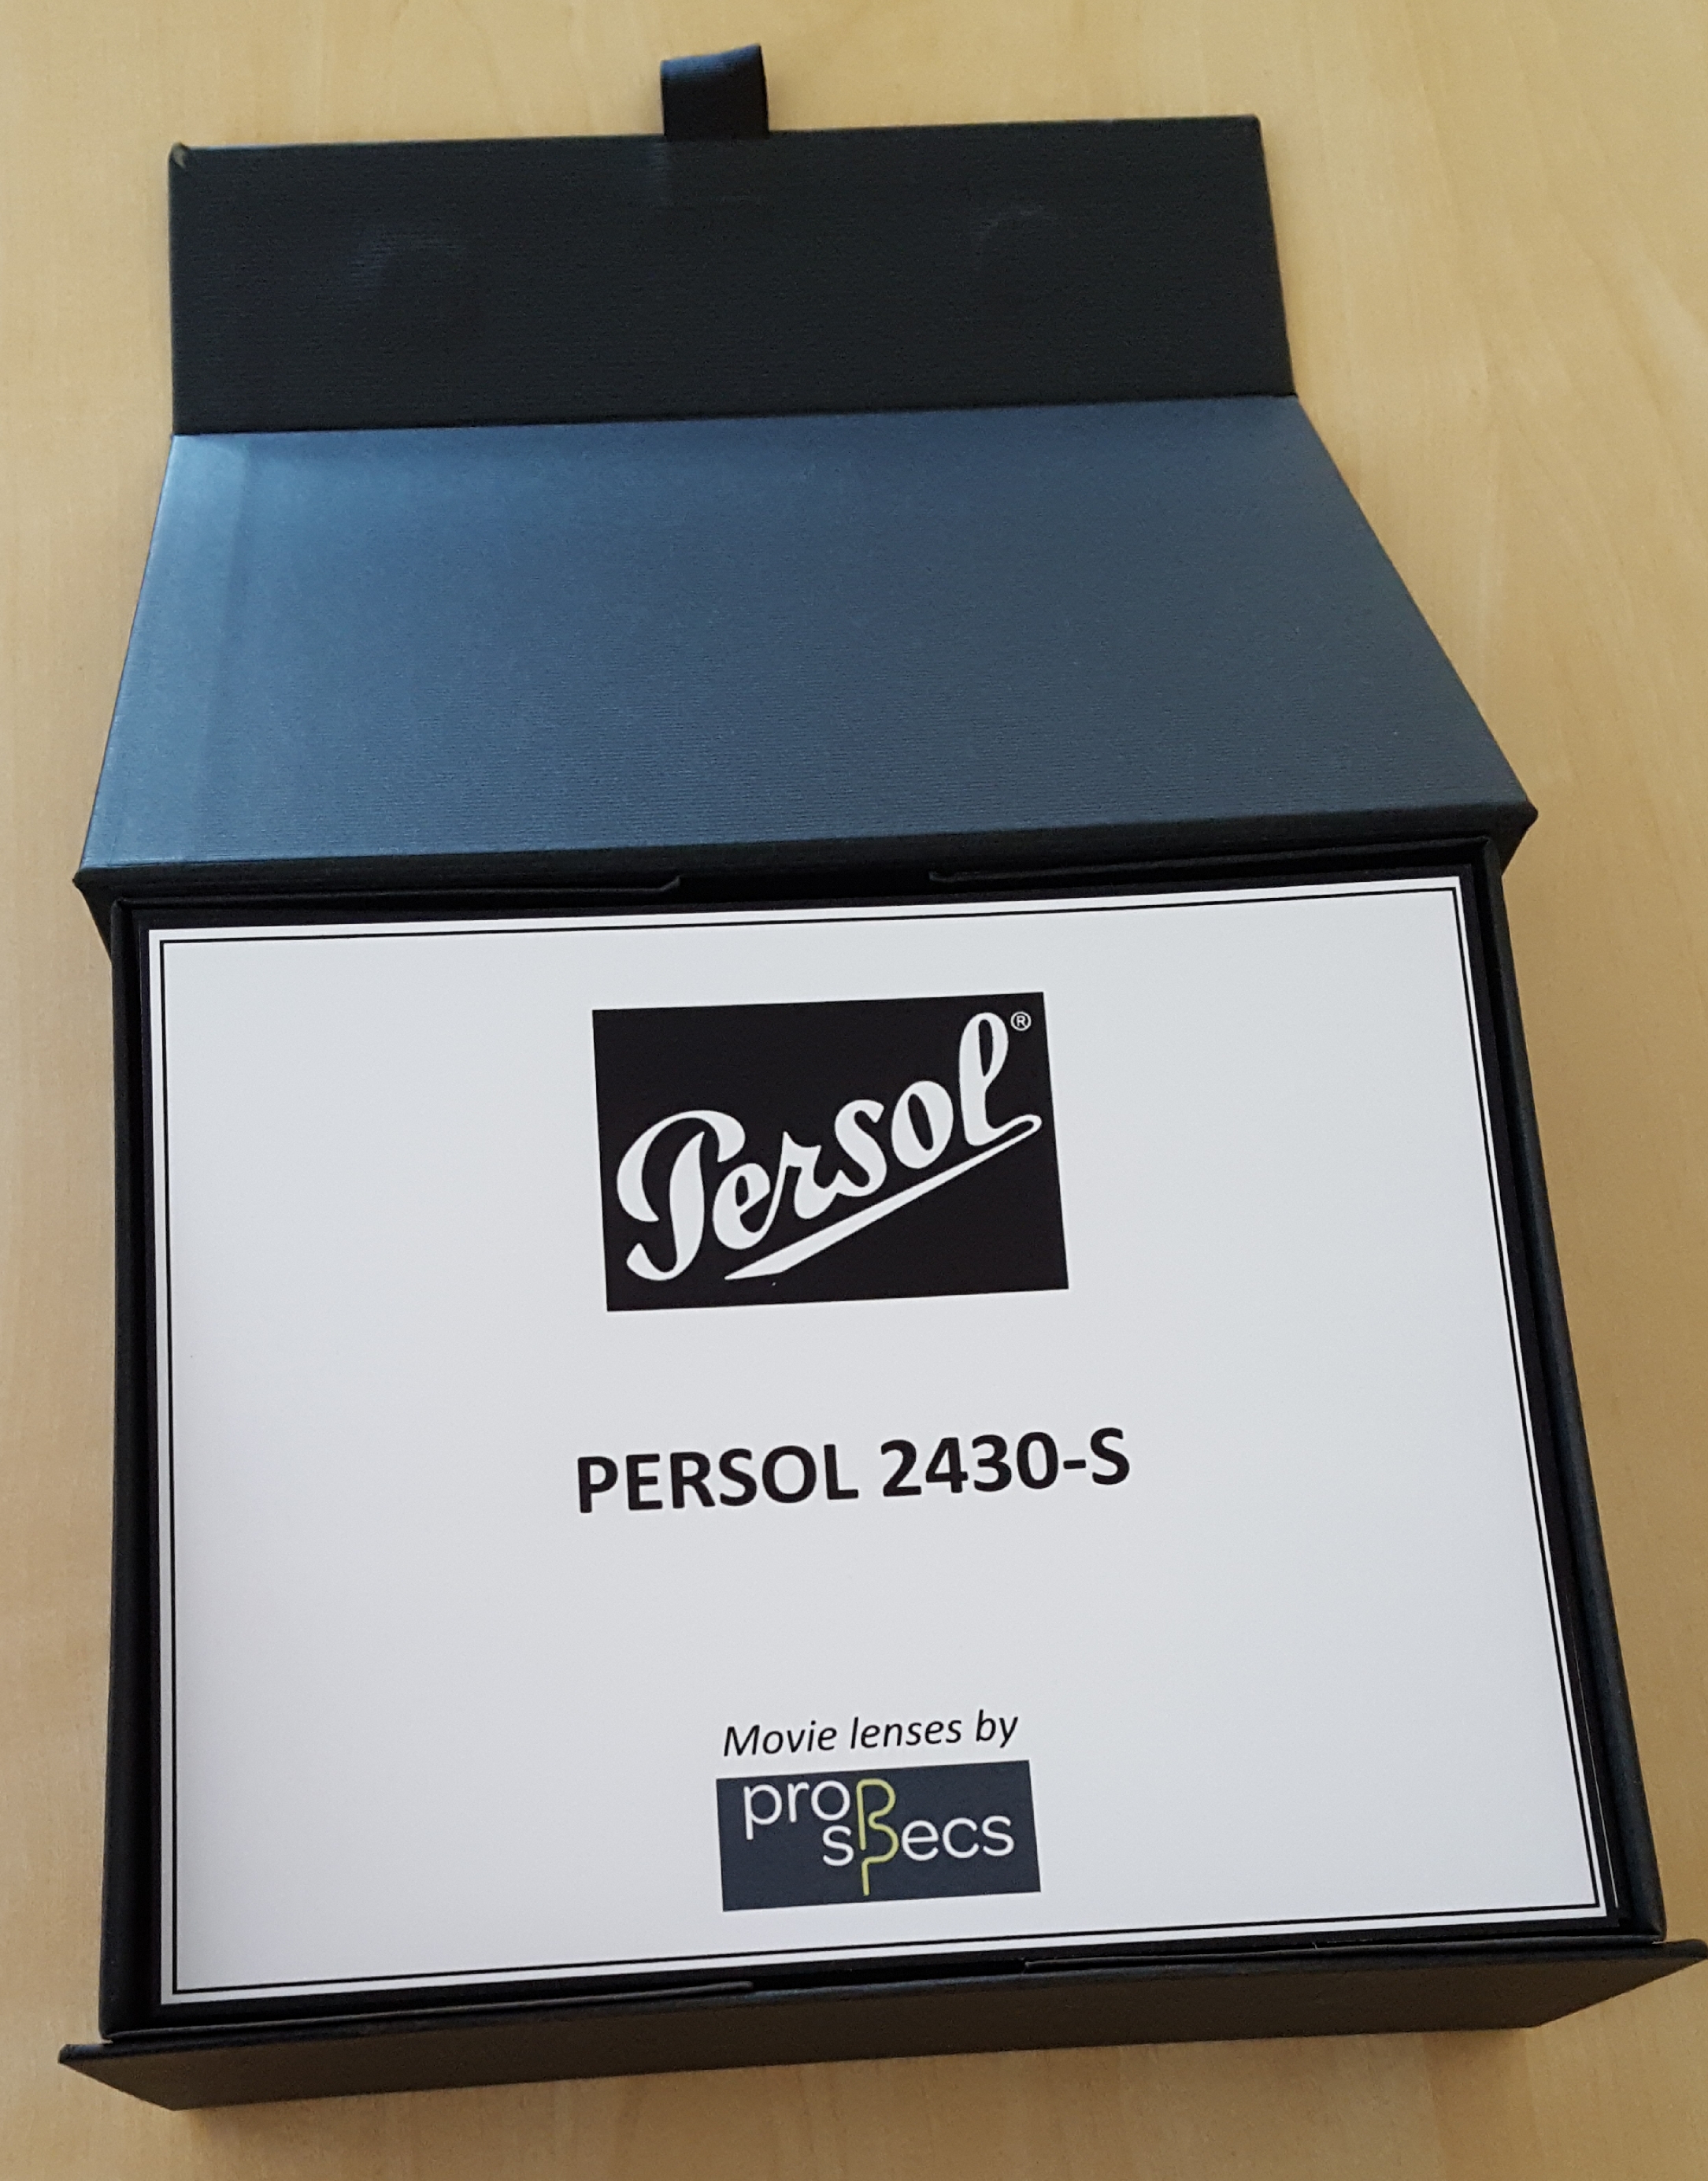 Persol®
PERSOL 2430-S
Movie lenses by
pro
specs